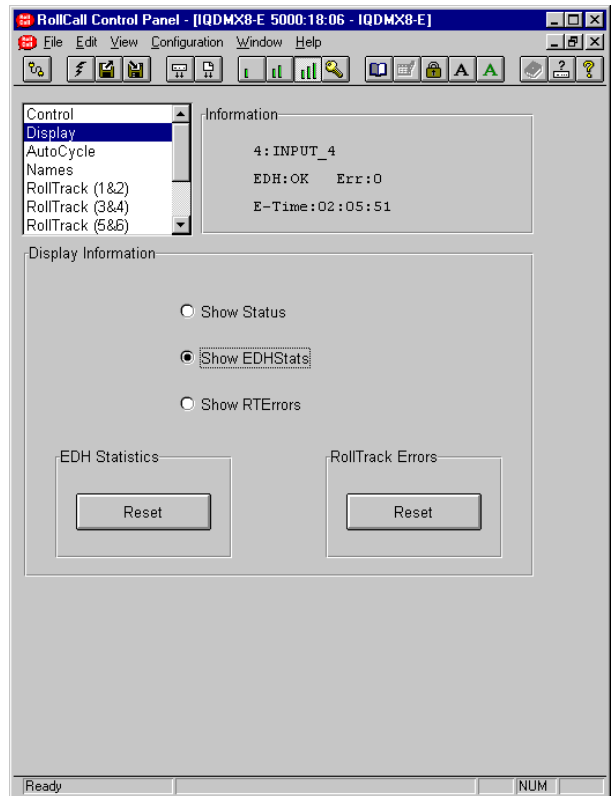 RollCall Control Panel - [IQDMX8-E 5000:18:06 - IQDMX8-E]
File Edit View Configuration Window Help
A A
Control
Display
AutoCycle
Names
RollTrack (1&2)
RollTrack (3&4)
RollTrack (5&6)
Information
4:INPUT_4
EDH:OK Err:0
E-Time:02:05:51
Display Information
Show Status
Show EDHStats
Show RTErrors
EDH Statistics
Reset
RollTrack Errors
Reset
Ready
NUM